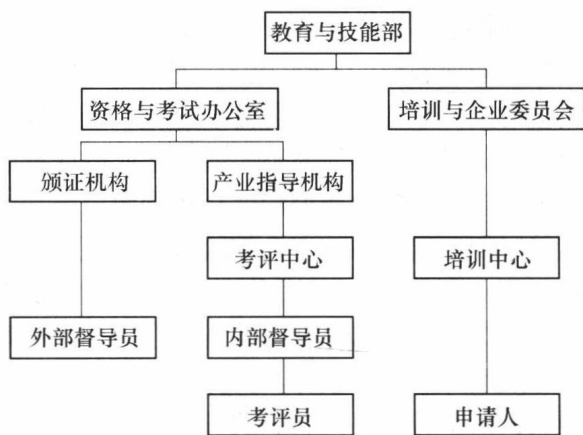 教育与技能部
资格与考试办公室
培训与企业委员会
颁证机构
产业指导机构
考评中心
培训中心
外部督导员
内部督导员
考评员
申请人